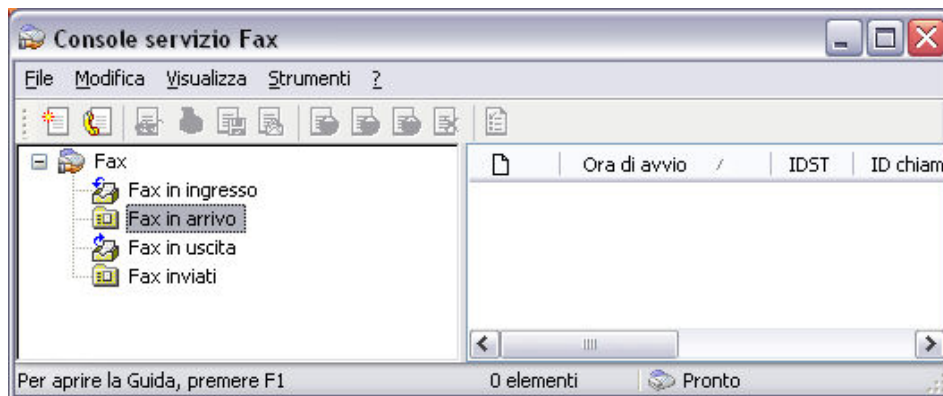 Console servizio Fax
File Modifica Visualizza Strumenti ?
Fax
Fax in ingresso
Fax in arrivo
Fax in uscita
Fax inviati
Ora di avvio / IDST ID chiam
Per aprire la Guida, premere F1 0 elementi Pronto